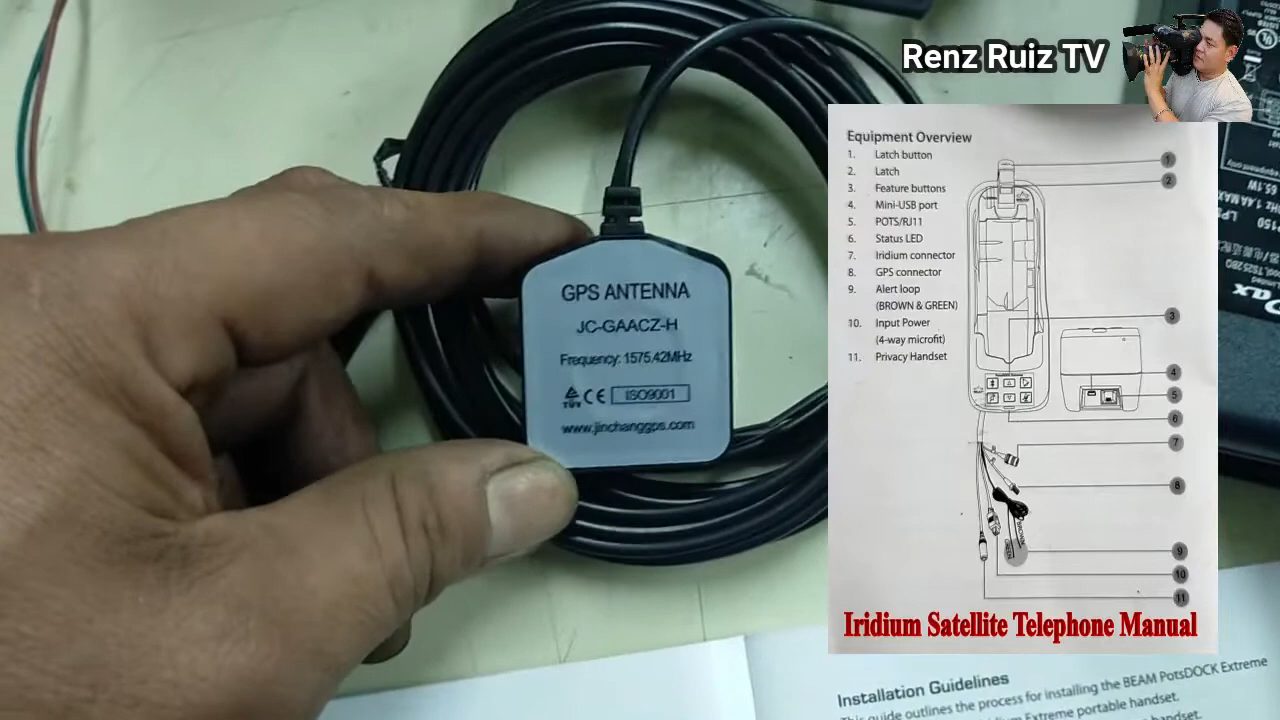 Renz Ruiz TV
GPS ANTENNA
JC-GAACZ-H
Frequency: 1575.42MHz
TUV CE ISO9001
www.jinchanggps.com
Equipment Overview
1. Latch button
2. Latch
3. Feature buttons
4. Mini-USB port
5. POTS/RJ11
6. Status LED
7. Iridium connector
8. GPS connector
9. Alert loop
(BROWN & GREEN)
10. Input Power
(4-way microfit)
11. Privacy Handset
1
2
3
4
5
6
7
8
9
10
11
Iridium Satellite Telephone Manual
Installation Guidelines
This guide outlines the process for installing the BEAM PotsDOCK Extreme
Extreme portable handset.
handset.